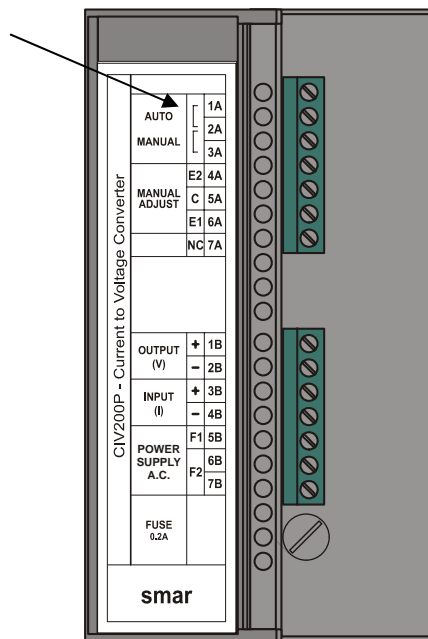 CIV200P - Current to Voltage Converter
AUTO
1A
2A
MANUAL
3A
MANUAL
ADJUST
E2 4A
C 5A
E1 6A
NC 7A
OUTPUT
(V)
+ 1B
− 2B
INPUT
(I)
+ 3B
− 4B
POWER
SUPPLY
A.C.
F1 5B
F2
6B
7B
FUSE
0.2A
smar